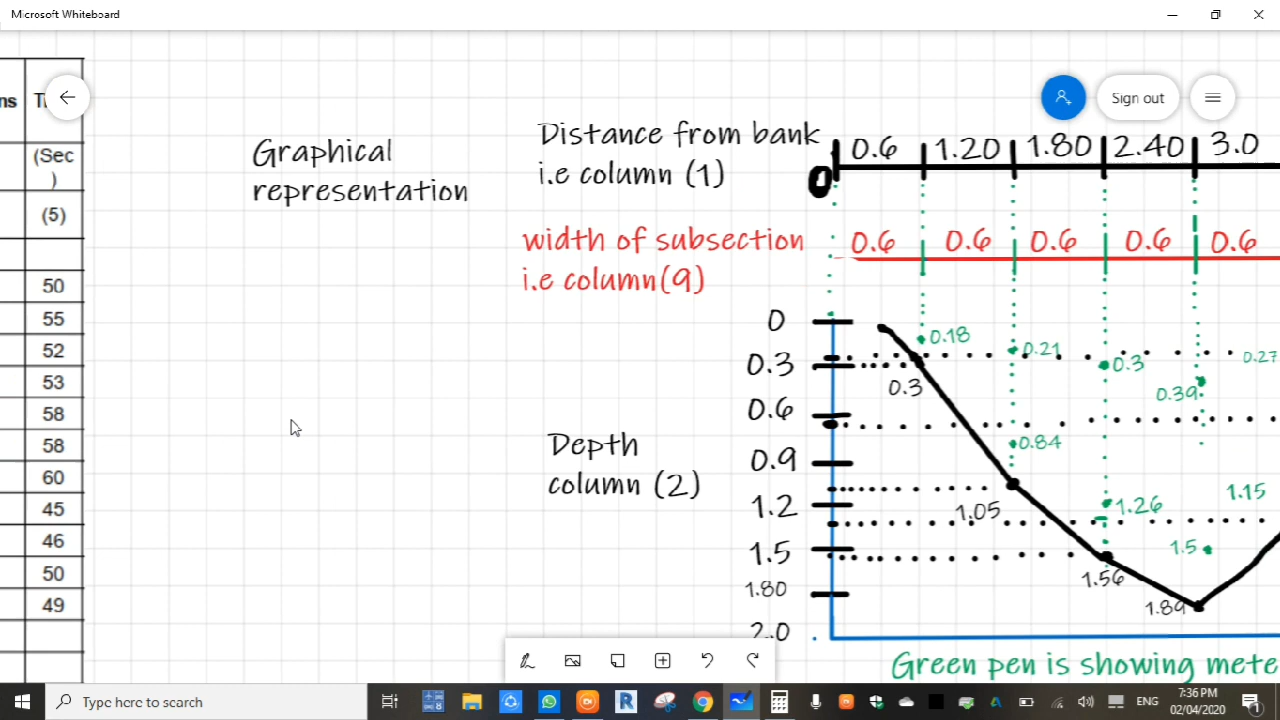 Microsoft Whiteboard
ns
(Sec
)
(5)
50
55
52
53
58
58
60
45
46
50
49
Graphical
representation
Distance from bank
i.e column (1)
Sign out
0 0.6 1.20 1.80 2.40 3.0
width of subsection
i.e column(9)
0.6 0.6 0.6 0.6 0.6
0
0.3
0.6
0.9
1.2
1.5
1.80
2.0
Depth
column (2)
0.18
0.21
0.3
0.27
0.39
0.3
0.84
1.05
1.26
1.15
1.5
1.56
1.89
Green pen is showing mete
Type here to search
ENG
7:36 PM
02/04/2020